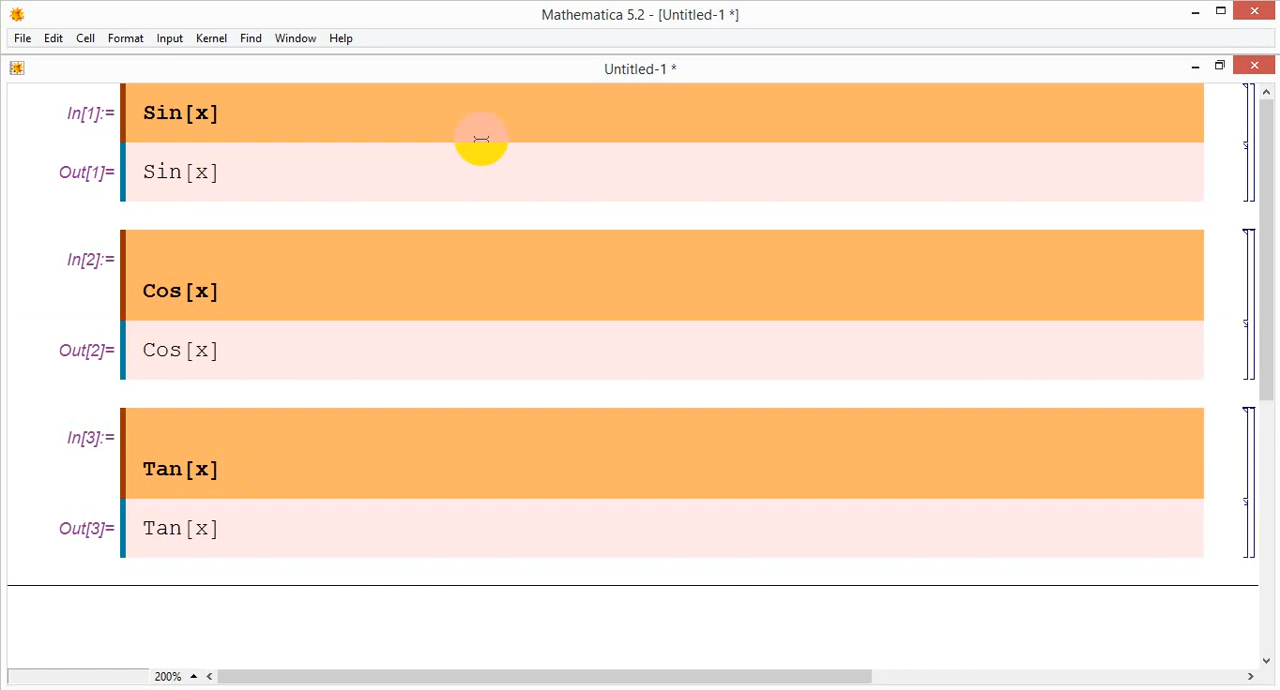 Mathematica 5.2 - [Untitled-1 *]
File Edit Cell Format Input Kernel Find Window Help
Untitled-1 *
In[1]:= Sin[x]
Out[1]= Sin[x]
In[2]:=
Cos[x]
Out[2]= Cos[x]
In[3]:=
Tan[x]
Out[3]= Tan[x]
200%